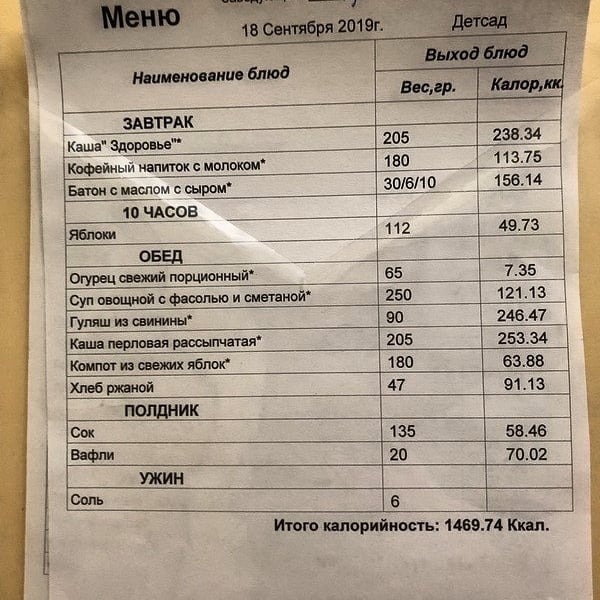 Меню
18 Сентября 2019г.
Детсад
Наименование блюд
Выход блюд
Вес,гр.
Калор,кк.
ЗАВТРАК
Каша" Здоровье"* 205 238.34
Кофейный напиток с молоком* 180 113.75
Батон с маслом с сыром* 30/6/10 156.14
10 ЧАСОВ
Яблоки 112 49.73
ОБЕД
Огурец свежий порционный* 65 7.35
Суп овощной с фасолью и сметаной* 250 121.13
Гуляш из свинины* 90 246.47
Каша перловая рассыпчатая* 205 253.34
Компот из свежих яблок* 180 63.88
Хлеб ржаной 47 91.13
ПОЛДНИК
Сок 135 58.46
Вафли 20 70.02
УЖИН
Соль 6
Итого калорийность: 1469.74 Ккал.